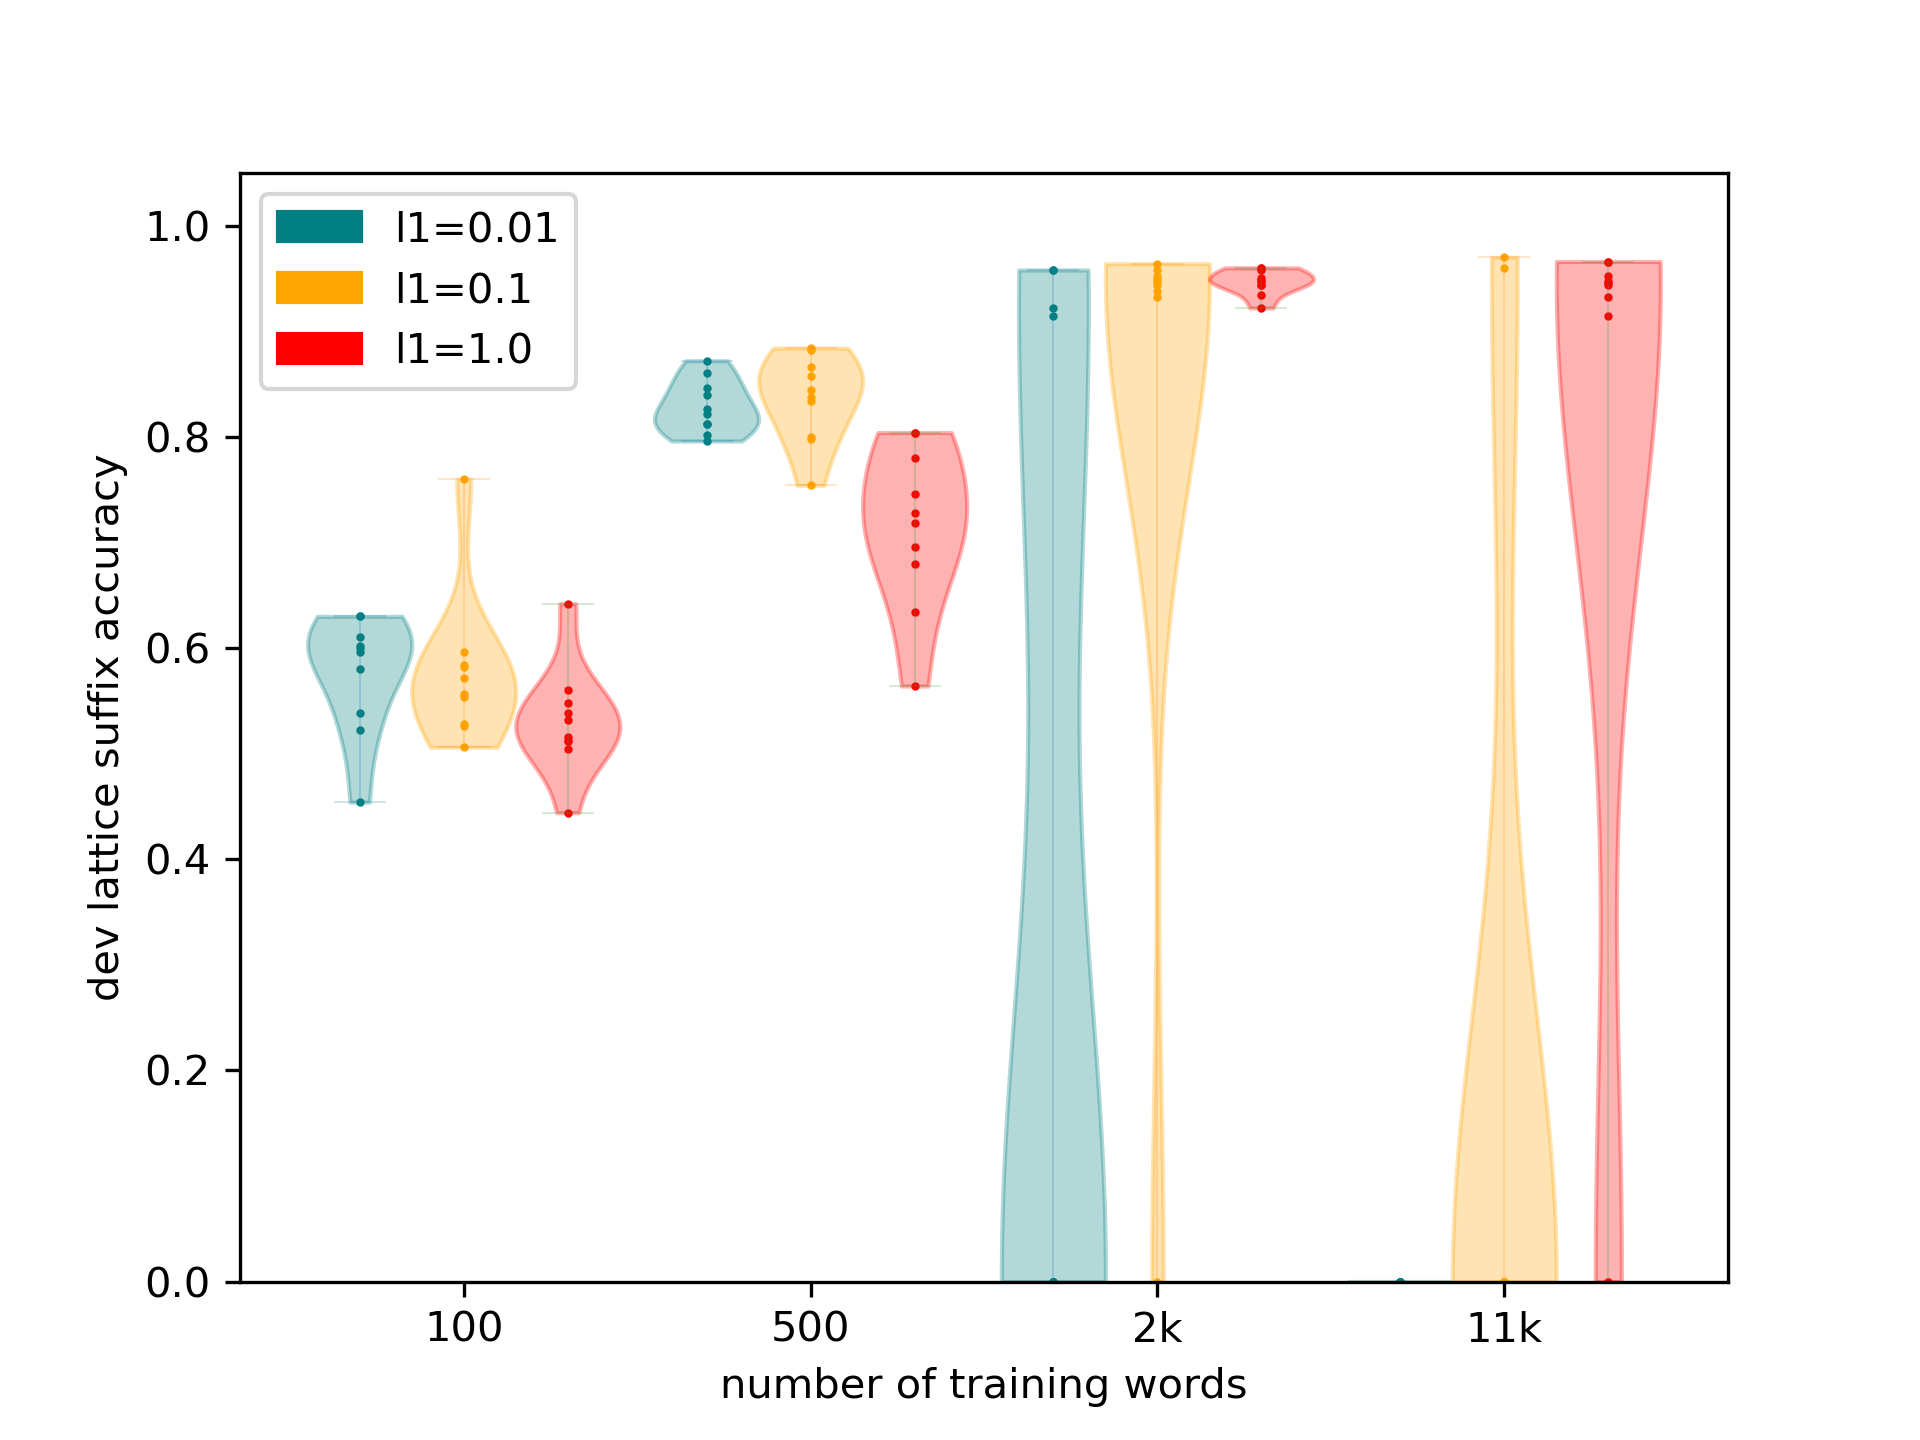 l1=0.01
l1=0.1
l1=1.0
1.0
0.8
0.6
0.4
0.2
0.0
dev lattice suffix accuracy
100 500 2k 11k
number of training words